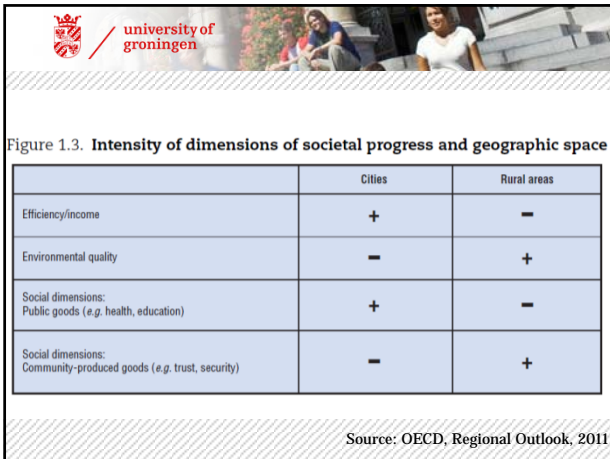 university of
groningen
Figure 1.3. Intensity of dimensions of societal progress and geographic space
Cities Rural areas
Efficiency/income + −
Environmental quality − +
Social dimensions:
Public goods (e.g. health, education) + −
Social dimensions:
Community-produced goods (e.g. trust, security) − +
Source: OECD, Regional Outlook, 2011